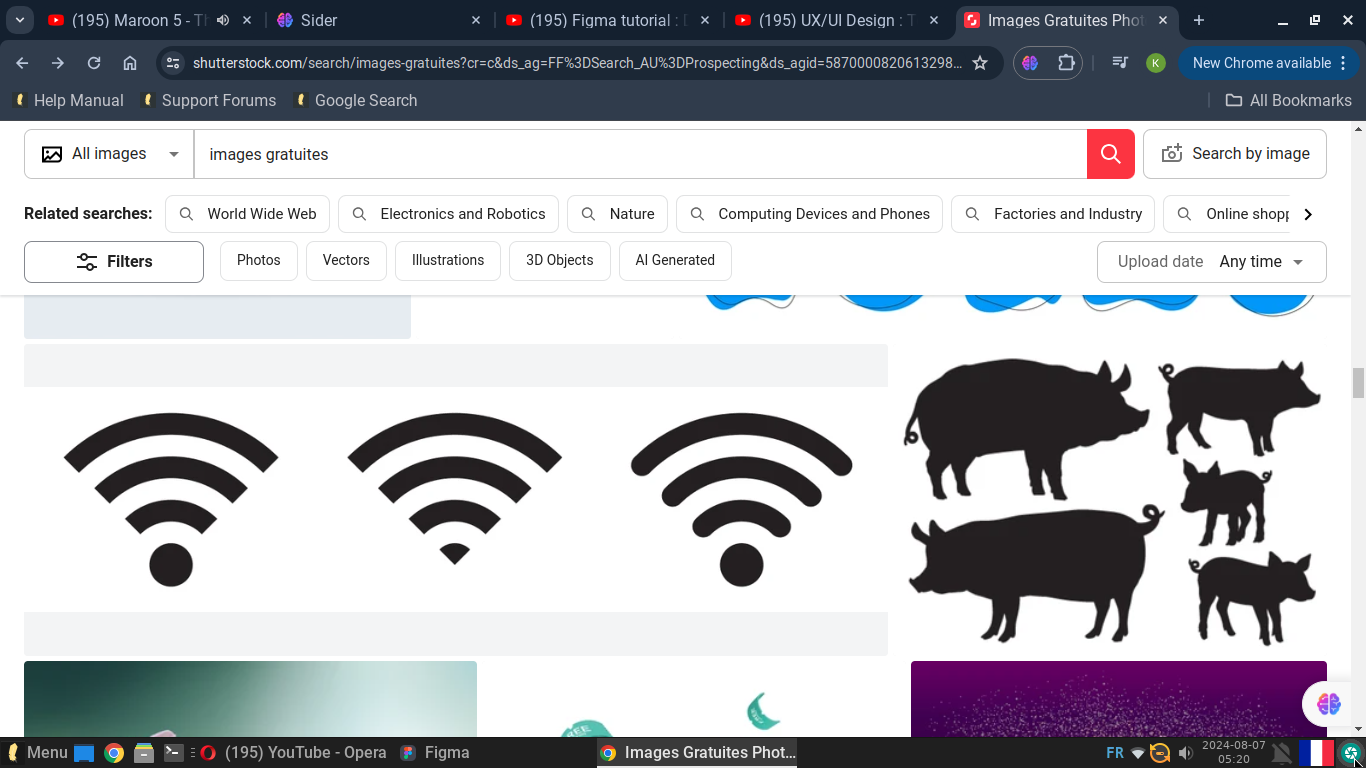 (195) Maroon 5 - Th
Sider
(195) Figma tutorial :
(195) UX/UI Design : T
Images Gratuites Phot
shutterstock.com/search/images-gratuites?cr=c&ds_ag=FF%3DSearch_AU%3DProspecting&ds_agid=5870000820613298...
K
New Chrome available
Help Manual
Support Forums
Google Search
All Bookmarks
All images
images gratuites
Search by image
Related searches:
World Wide Web
Electronics and Robotics
Nature
Computing Devices and Phones
Factories and Industry
Online shopp
Filters
Photos
Vectors
Illustrations
3D Objects
AI Generated
Upload date Any time
Menu
(195) YouTube - Opera
Figma
Images Gratuites Phot...
FR
2024-08-07
05:20